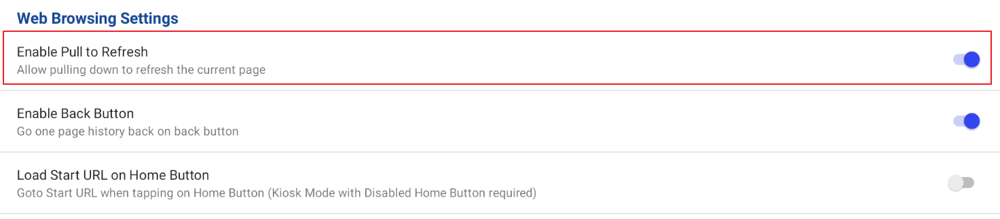 Web Browsing Settings
Enable Pull to Refresh
Allow pulling down to refresh the current page
Enable Back Button
Go one page history back on back button
Load Start URL on Home Button
Goto Start URL when tapping on Home Button (Kiosk Mode with Disabled Home Button required)